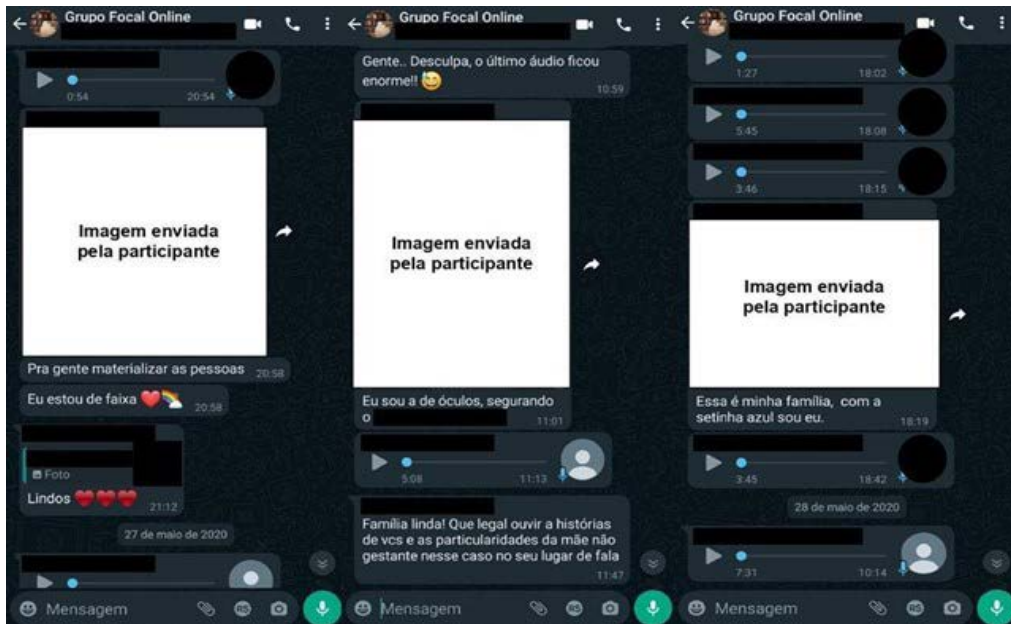 Grupo Focal Online
0:54 20:54
Imagem enviada
pela participante
Pra gente materializar as pessoas 20:58
Eu estou de faixa ❤️🌈 20:58
Foto
Lindos ❤️❤️❤️ 21:12
27 de maio de 2020
Mensagem
Grupo Focal Online
Gente.. Desculpa, o último áudio ficou
enorme!! 😅 10:59
Imagem enviada
pela participante
Eu sou a de óculos, segurando
o 11:01
5:08 11:13
Família linda! Que legal ouvir a histórias
de vcs e as particularidades da mãe não
gestante nesse caso no seu lugar de fala
11:47
Mensagem
Grupo Focal Online
1:27 18:02
5:45 18:08
3:46 18:15
Imagem enviada
pela participante
Essa é minha família, com a
setinha azul sou eu. 18:19
3:45 18:42
28 de maio de 2020
7:31 10:14
Mensagem